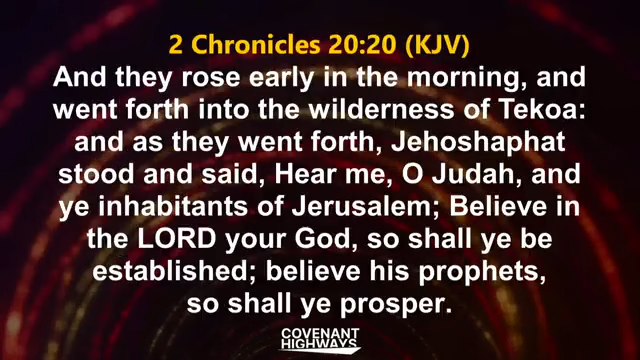 2 Chronicles 20:20 (KJV)
And they rose early in the morning, and
went forth into the wilderness of Tekoa:
and as they went forth, Jehoshaphat
stood and said, Hear me, O Judah, and
ye inhabitants of Jerusalem; Believe in
the LORD your God, so shall ye be
established; believe his prophets,
so shall ye prosper.
COVENANT
HIGHWAYS